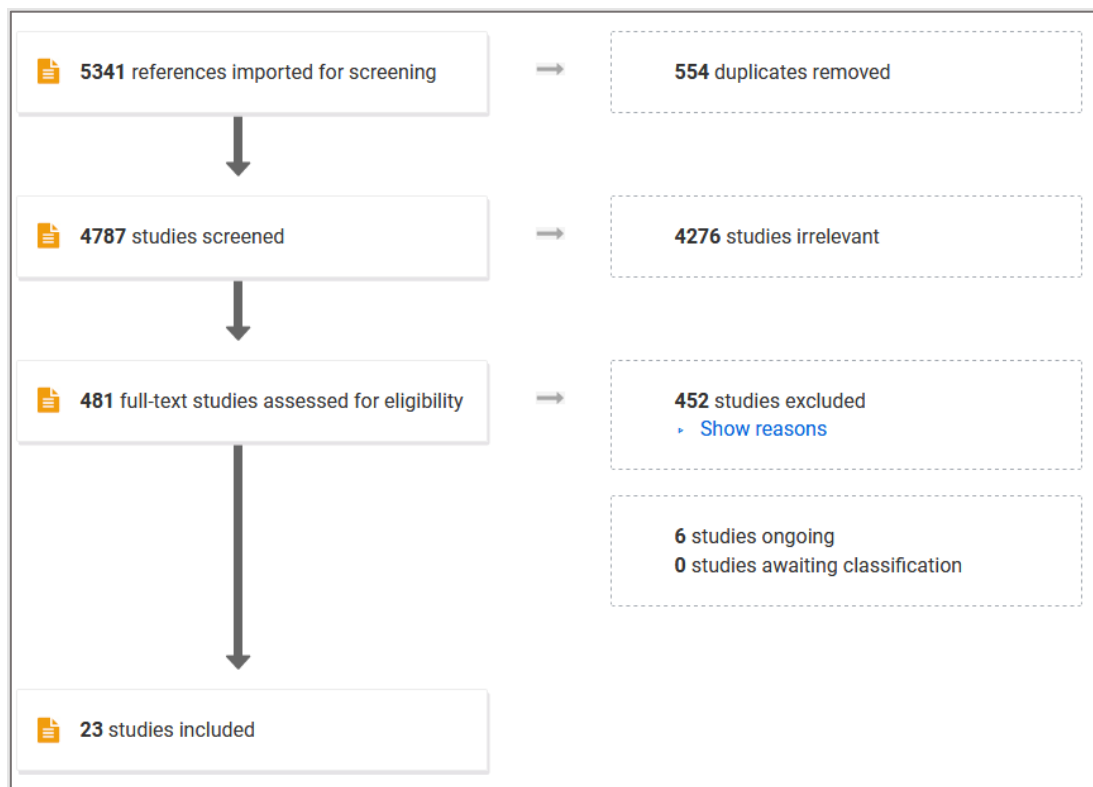 5341 references imported for screening
554 duplicates removed
4787 studies screened
4276 studies irrelevant
481 full-text studies assessed for eligibility
452 studies excluded
Show reasons
6 studies ongoing
0 studies awaiting classification
23 studies included